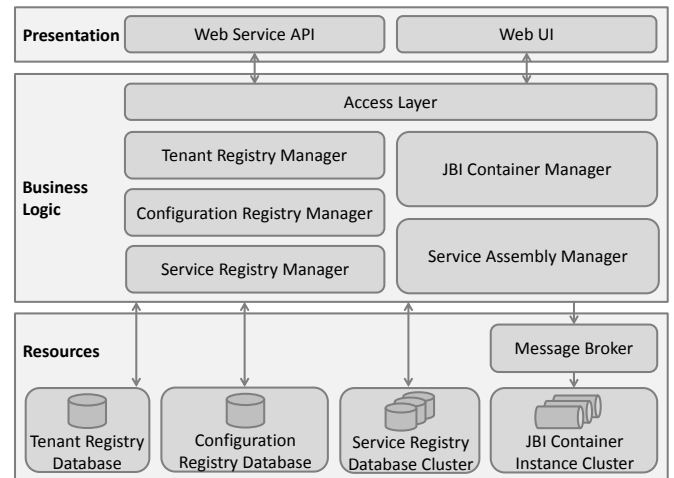 Presentation
Web Service API
Web UI
Access Layer
Business
Logic
Tenant Registry Manager
JBI Container Manager
Configuration Registry Manager
Service Assembly Manager
Service Registry Manager
Resources
Message Broker
Tenant Registry
Database
Configuration
Registry Database
Service Registry
Database Cluster
JBI Container
Instance Cluster